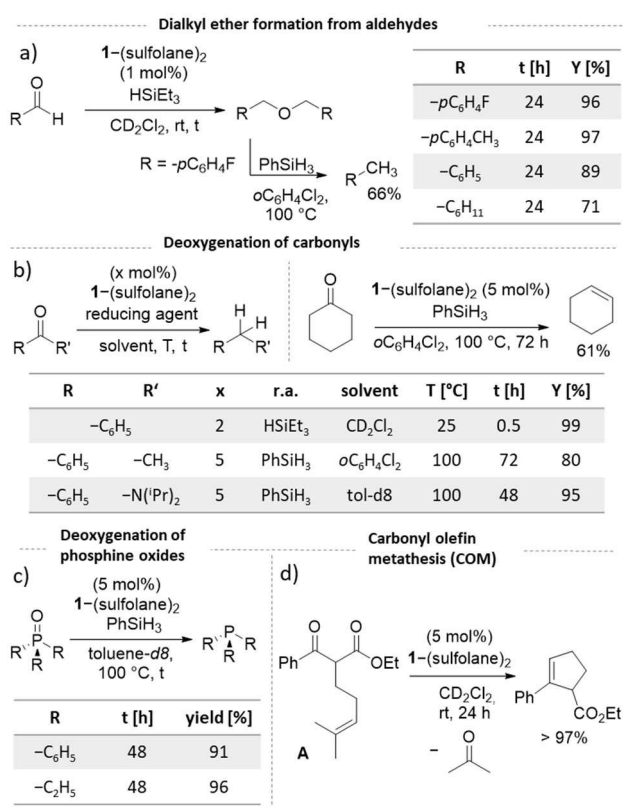 Dialkyl ether formation from aldehydes
a)
1–(sulfolane)₂
(1 mol%)
HSiEt₃
CD₂Cl₂, rt, t
O
R H
R O R
R = -pC₆H₄F
PhSiH₃
oC₆H₄Cl₂,
100 °C
R CH₃
66%
R t [h] Y [%]
–pC₆H₄F 24 96
–pC₆H₄CH₃ 24 97
–C₆H₅ 24 89
–C₆H₁₁ 24 71
Deoxygenation of carbonyls
b)
(x mol%)
1–(sulfolane)₂
reducing agent
solvent, T, t
O
R R'
H H
R R'
O
1–(sulfolane)₂ (5 mol%)
PhSiH₃
oC₆H₄Cl₂, 100 °C, 72 h
61%
R R‘ x r.a. solvent T [°C] t [h] Y [%]
–C₆H₅ 2 HSiEt₃ CD₂Cl₂ 25 0.5 99
–C₆H₅ –CH₃ 5 PhSiH₃ oC₆H₄Cl₂ 100 72 80
–C₆H₅ –N(ⁱPr)₂ 5 PhSiH₃ tol-d8 100 48 95
Deoxygenation of
phosphine oxides
c)
(5 mol%)
1–(sulfolane)₂
PhSiH₃
toluene-d8,
100 °C, t
O
R P R
R
R P R
R
R t [h] yield [%]
–C₆H₅ 48 91
–C₂H₅ 48 96
Carbonyl olefin
metathesis (COM)
d)
O O
Ph OEt
A
(5 mol%)
1–(sulfolane)₂
CD₂Cl₂,
rt, 24 h
– O
Ph
CO₂Et
> 97%